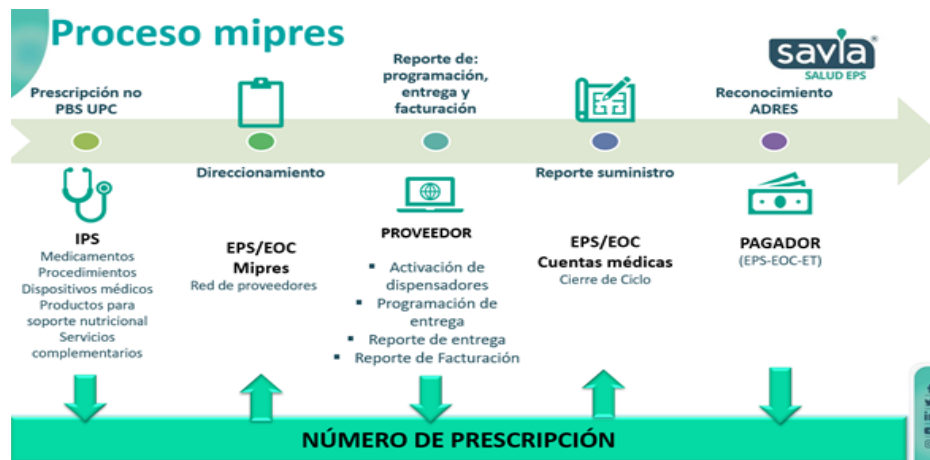 Proceso mipres
savia
SALUD EPS
Prescripción no
PBS UPC
Reporte de:
programación,
entrega y
facturación
Reconocimiento
ADRES
Direccionamiento
Reporte suministro
IPS
Medicamentos
Procedimientos
Dispositivos médicos
Productos para
soporte nutricional
Servicios
complementarios
EPS/EOC
Mipres
Red de proveedores
PROVEEDOR
▪ Activación de
dispensadores
▪ Programación de
entrega
▪ Reporte de entrega
▪ Reporte de Facturación
EPS/EOC
Cuentas médicas
Cierre de Ciclo
PAGADOR
(EPS-EOC-ET)
NÚMERO DE PRESCRIPCIÓN